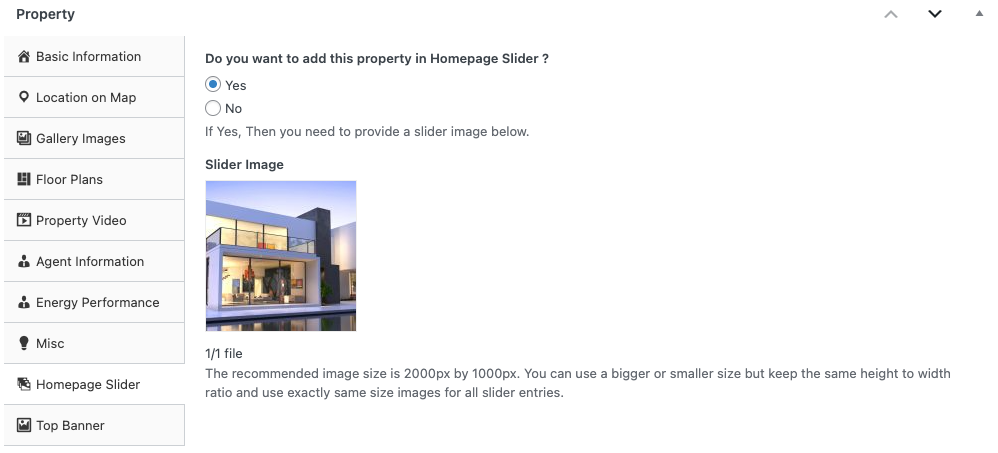 Property
Basic Information
Location on Map
Gallery Images
Floor Plans
Property Video
Agent Information
Energy Performance
Misc
Homepage Slider
Top Banner
Do you want to add this property in Homepage Slider ?
Yes
No
If Yes, Then you need to provide a slider image below.
Slider Image
1/1 file
The recommended image size is 2000px by 1000px. You can use a bigger or smaller size but keep the same height to width
ratio and use exactly same size images for all slider entries.